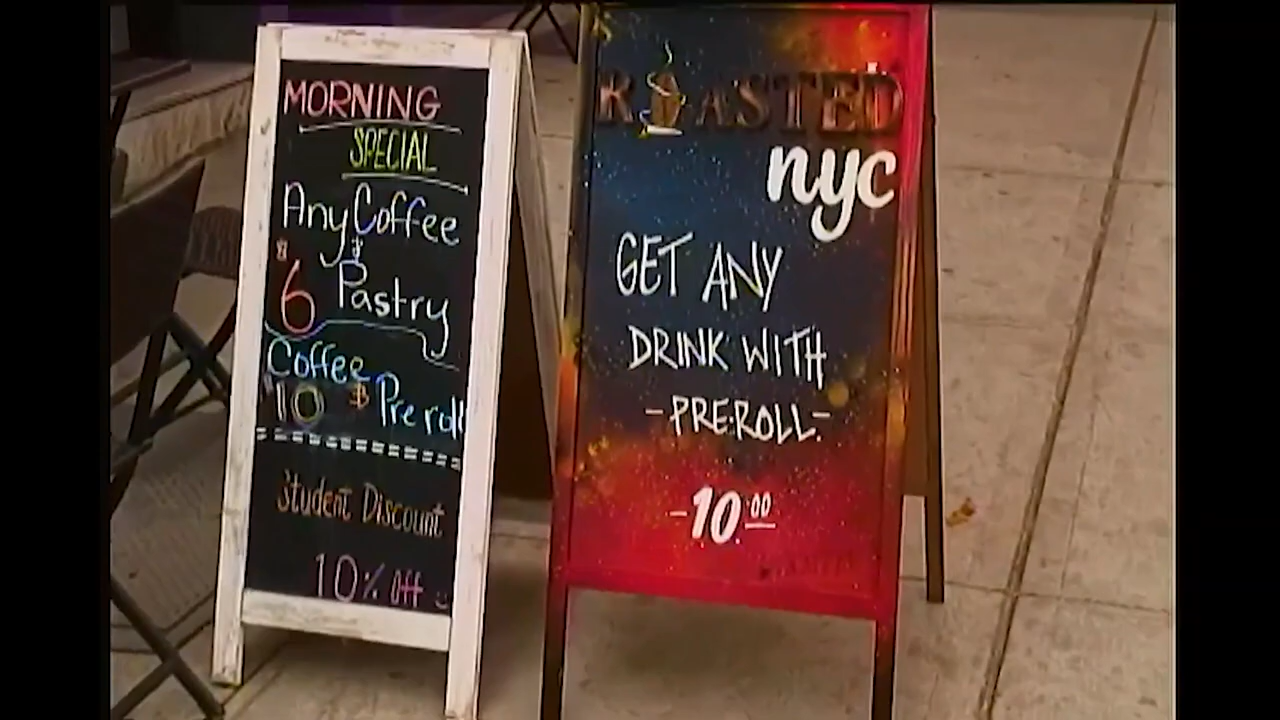 MORNING
SPECIAL
Any Coffee
$ &
6 Pastry
Coffee
$10 & Pre roll
Student Discount
10% Off
ROASTED
nyc
GET ANY
DRINK WITH
-PRE-ROLL-
-10.00